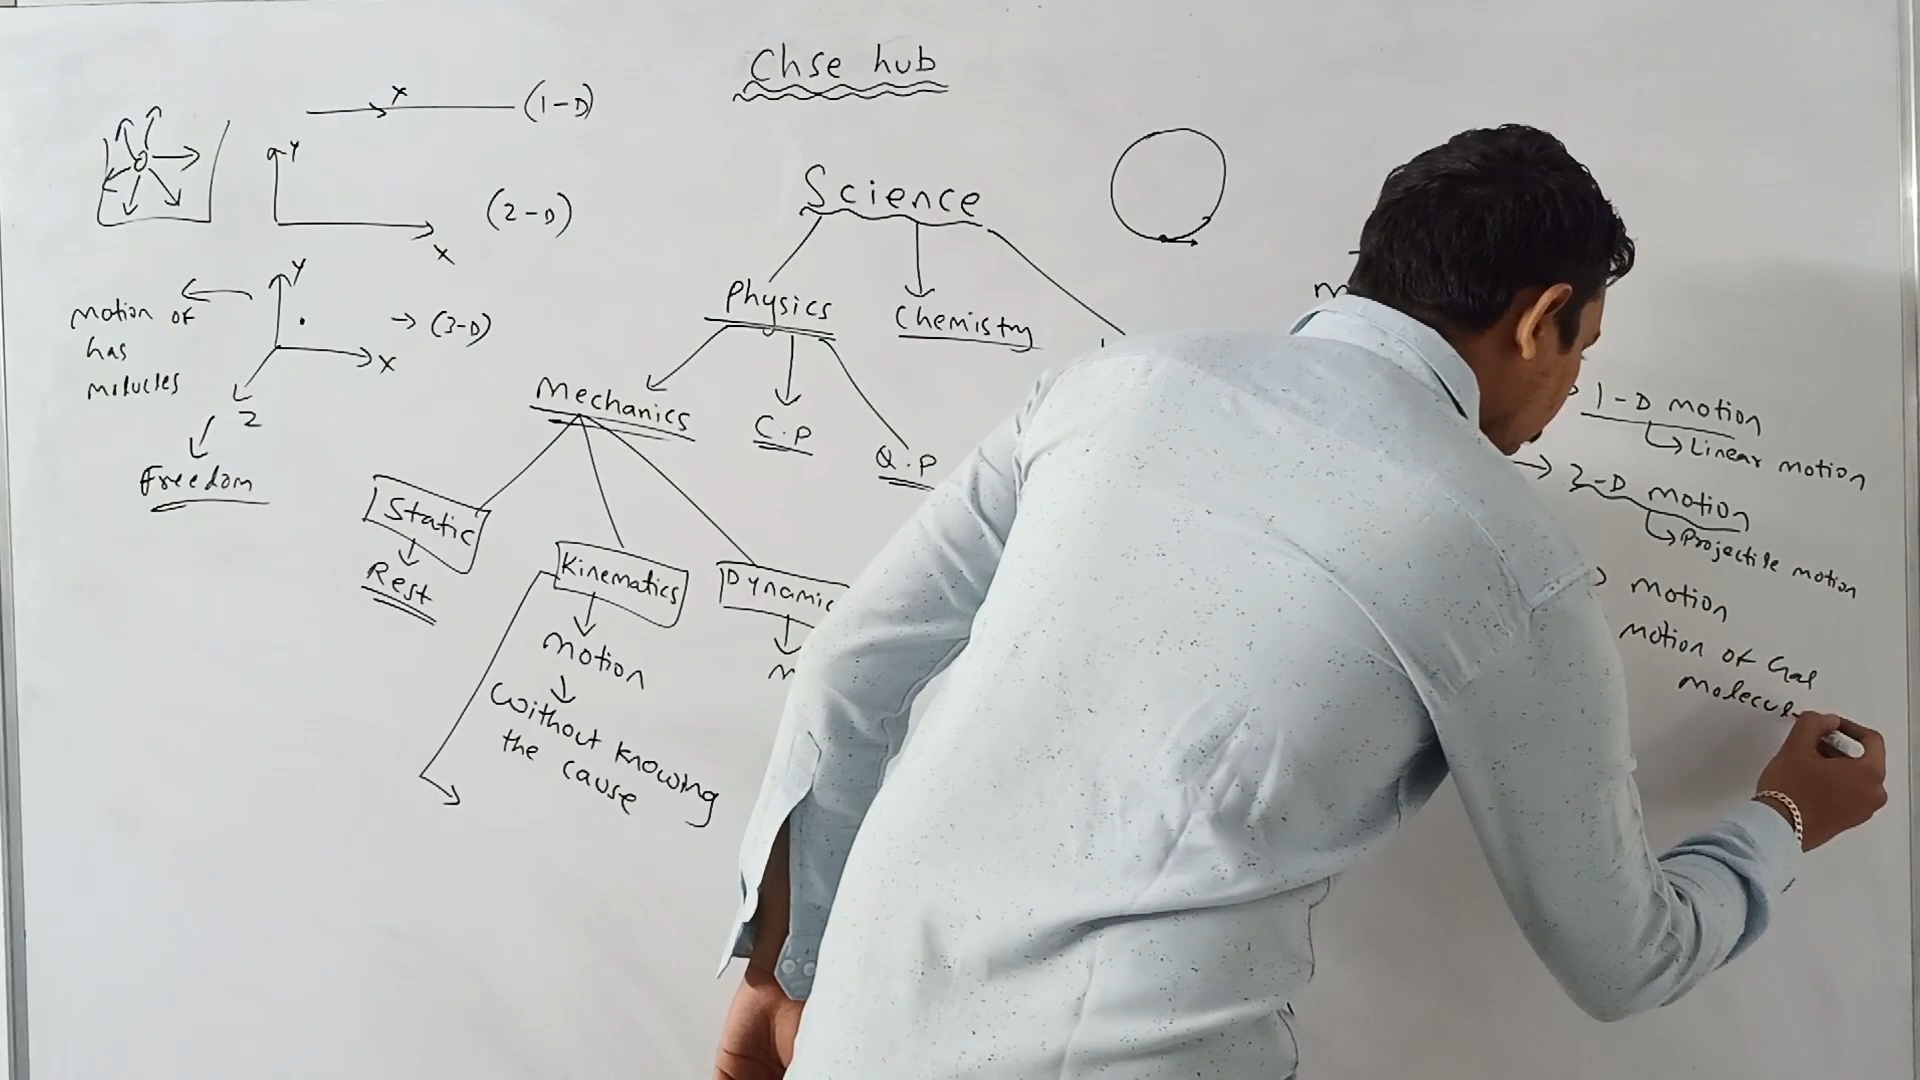 Chse hub
x (1-D)
Y
(2-D)
x
Y
→ (3-D)
x
Z
Motion of
has
molucles
Freedom
Science
Physics
Chemistry
Mechanics
C.P
Q.P
Static
Rest
Kinematics
Motion
Without knowing
the cause
Dynamic
M
1-D motion
Linear motion
2-D motion
Projectile motion
motion
motion of Gas
molecul